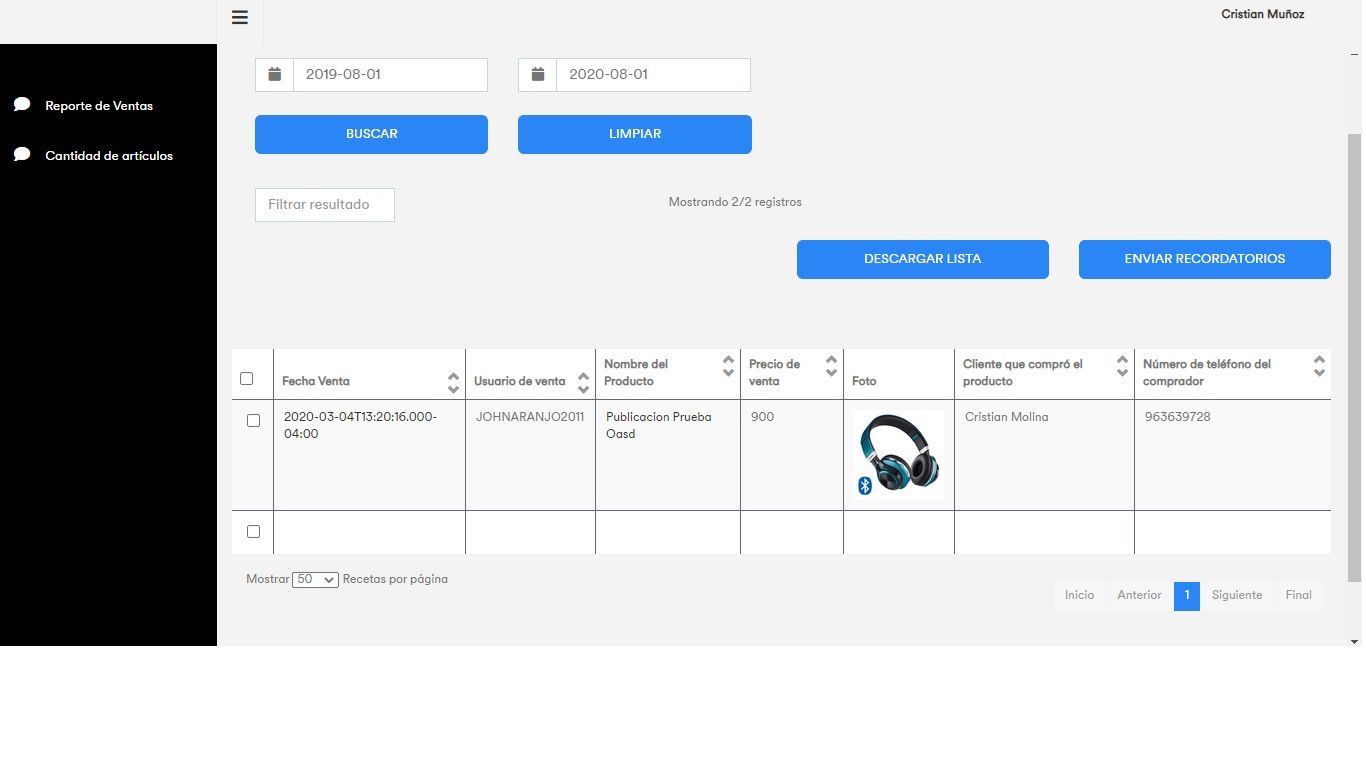 Cristian Muñoz
Reporte de Ventas
Cantidad de artículos
2019-08-01
2020-08-01
BUSCAR
LIMPIAR
Filtrar resultado
Mostrando 2/2 registros
DESCARGAR LISTA
ENVIAR RECORDATORIOS
Fecha Venta
Usuario de venta
Nombre del
Producto
Precio de
venta
Foto
Cliente que compró el
producto
Número de teléfono del
comprador
2020-03-04T13:20:16.000-
04:00
JOHNARANJO2011
Publicacion Prueba
Oasd
900
Cristian Molina
963639728
Mostrar 50 Recetas por página
Inicio
Anterior
1
Siguiente
Final